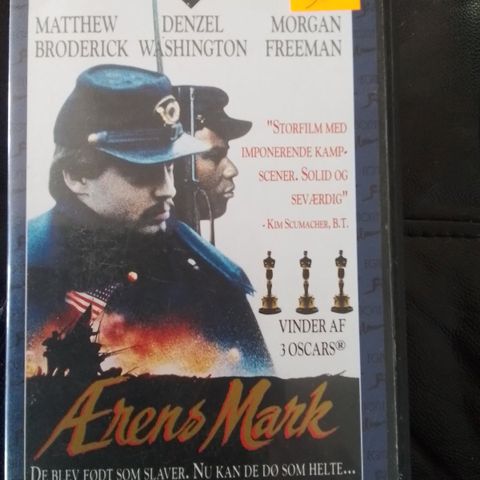 MATTHEW BRODERICK
DENZEL WASHINGTON
MORGAN FREEMAN
"STORFILM MED
IMPONERENDE KAMP-
SCENER. SOLID OG
SEVÆRDIG"
- KIM SCUMACHER, B.T.
VINDER AF
3 OSCARS®
ÆRENS MARK
DE BLEV FØDT SOM SLAVER. NU KAN DE DØ SOM HELTE...